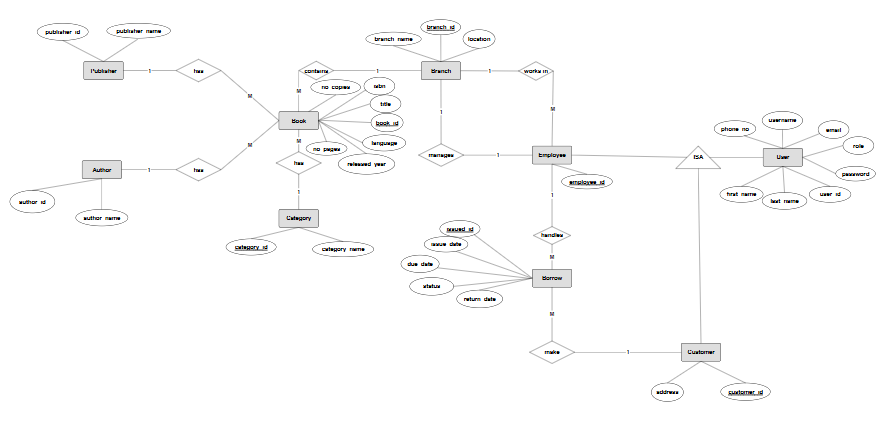 branch_id
publisher_id
publisher_name
branch_name
location
Publisher
1
has
contains
1
Branch
1
works in
M
M
no_copies
isbn
title
M
1
username
phone_no
email
Book
book_id
role
M
M
language
no_pages
has
released_year
manages
1
Employee
ISA
User
Author
1
has
password
employee_id
first_name
last_name
user_id
1
1
author_id
author_name
Category
issued_id
handles
category_id
category_name
issue_date
M
due_date
Borrow
status
return_date
M
make
1
Customer
address
customer_id